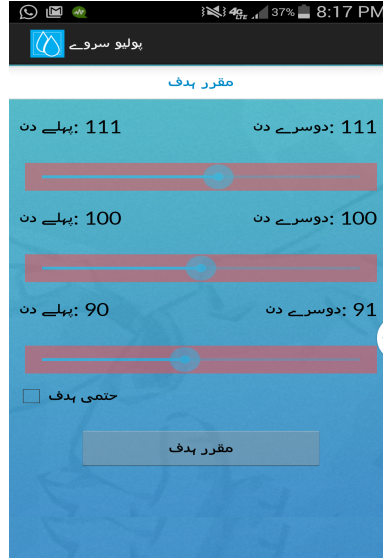 37% 8:17 PM
پولیو سروے
مقرر ہدف
پہلے دن: 111 دوسرے دن: 111
پہلے دن: 100 دوسرے دن: 100
پہلے دن: 90 دوسرے دن: 91
حتمی ہدف
مقرر ہدف